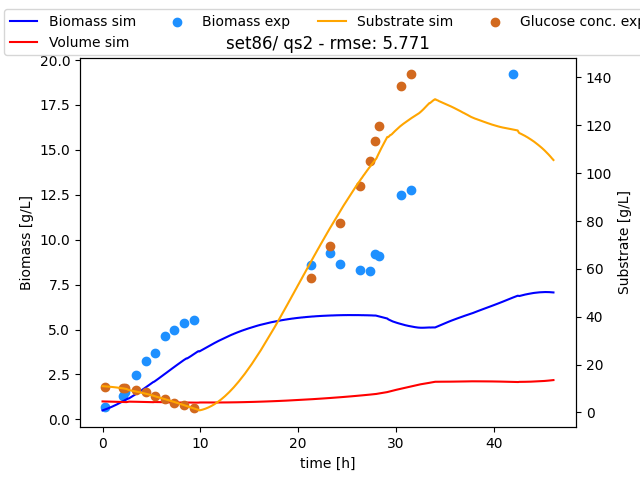 Biomass sim
Biomass exp
Substrate sim
Glucose conc. exp
Volume sim
set86/ qs2 - rmse: 5.771
20.0
17.5
15.0
12.5
10.0
7.5
5.0
2.5
0.0
Biomass [g/L]
140
120
100
80
60
40
20
0
Substrate [g/L]
0
10
20
30
40
time [h]